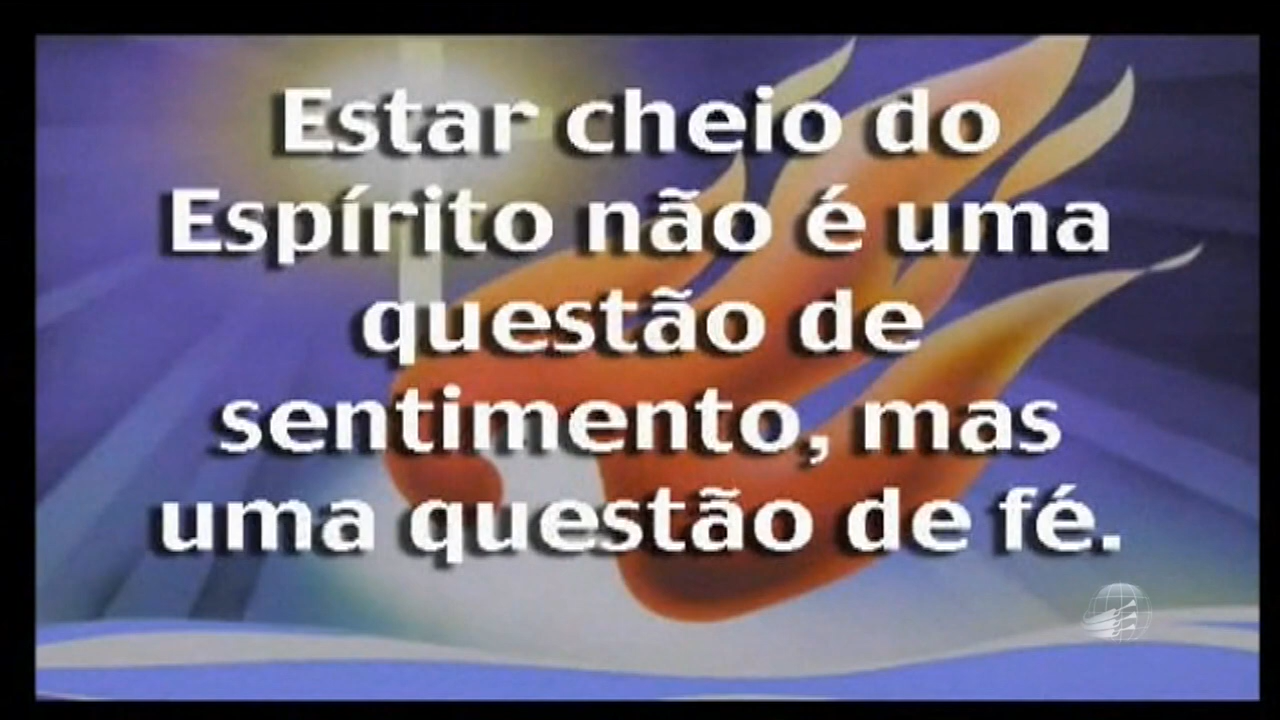 Estar cheio do
Espírito não é uma
questão de
sentimento, mas
uma questão de fé.